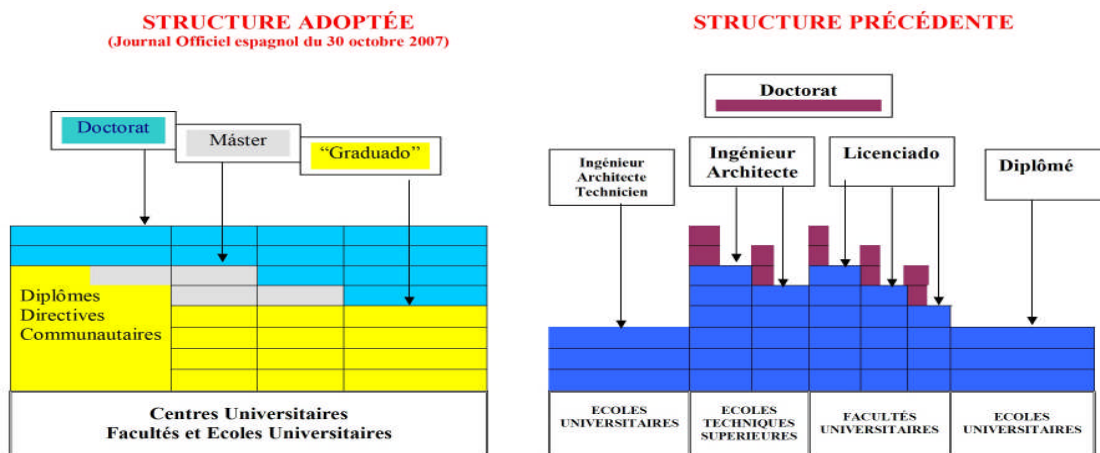 STRUCTURE ADOPTÉE
(Journal Officiel espagnol du 30 octobre 2007)
Doctorat
Máster
“Graduado”
Diplômes
Directives
Communautaires
Centres Universitaires
Facultés et Ecoles Universitaires
STRUCTURE PRÉCÉDENTE
Doctorat
Ingénieur
Architecte
Technicien
Ingénieur
Architecte
Licenciado
Diplômé
ECOLES
UNIVERSITAIRES
ECOLES
TECHNIQUES
SUPERIEURES
FACULTÉS
UNIVERSITAIRES
ECOLES
UNIVERSITAIRES